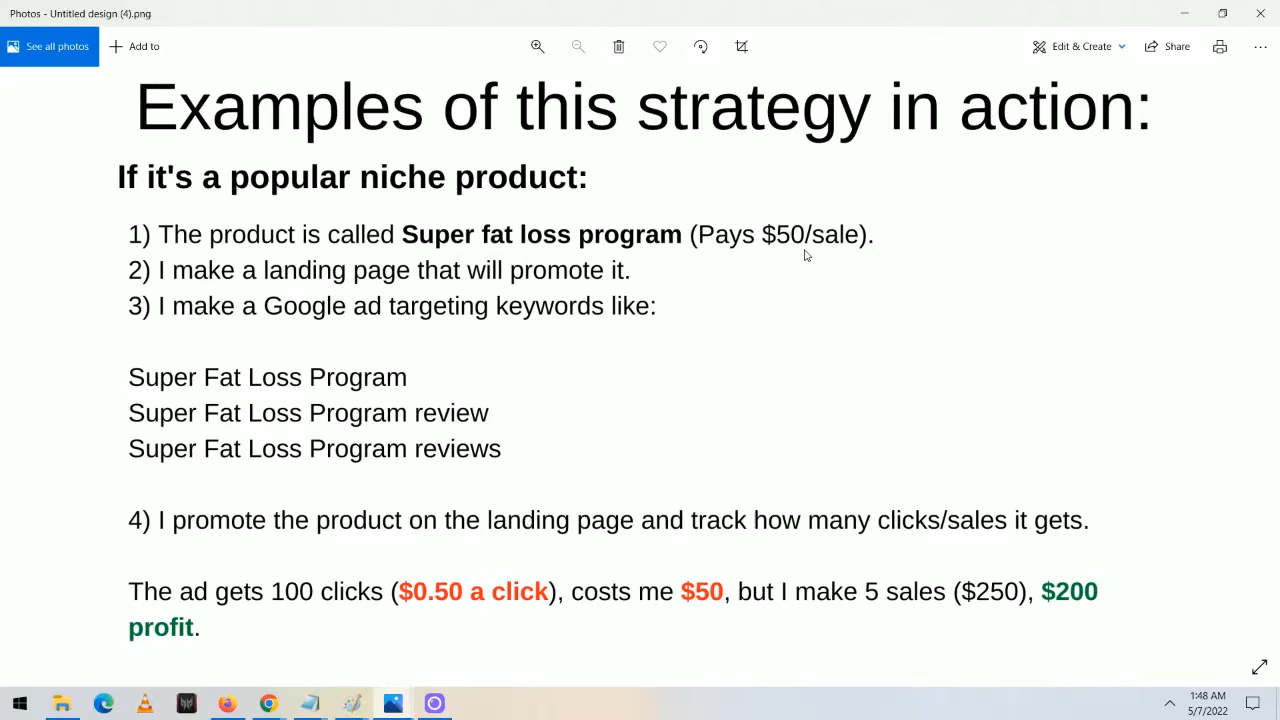 Photos - Untitled design (4).png
See all photos
Add to
Edit & Create
Share
Examples of this strategy in action:
If it's a popular niche product:
1) The product is called Super fat loss program (Pays $50/sale).
2) I make a landing page that will promote it.
3) I make a Google ad targeting keywords like:
Super Fat Loss Program
Super Fat Loss Program review
Super Fat Loss Program reviews
4) I promote the product on the landing page and track how many clicks/sales it gets.
The ad gets 100 clicks ($0.50 a click), costs me $50, but I make 5 sales ($250), $200
profit.
1:48 AM
5/7/2022